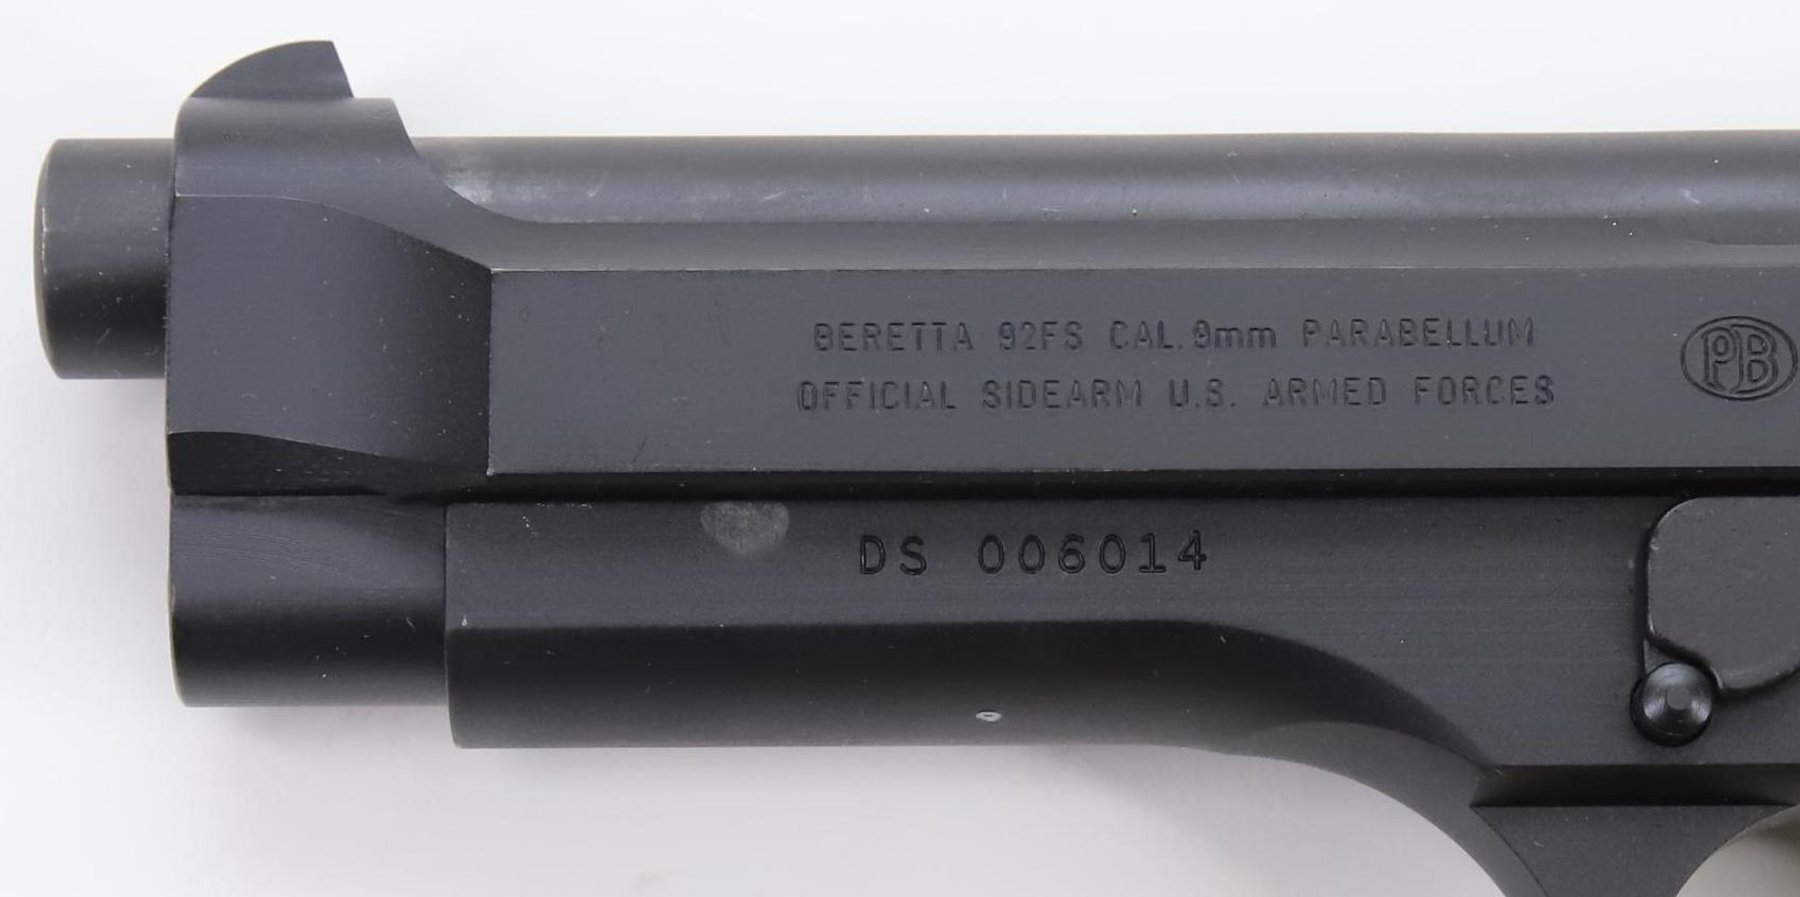 BERETTA 92FS CAL.9mm PARABELLUM
OFFICIAL SIDEARM U.S. ARMED FORCES
PB
DS 006014